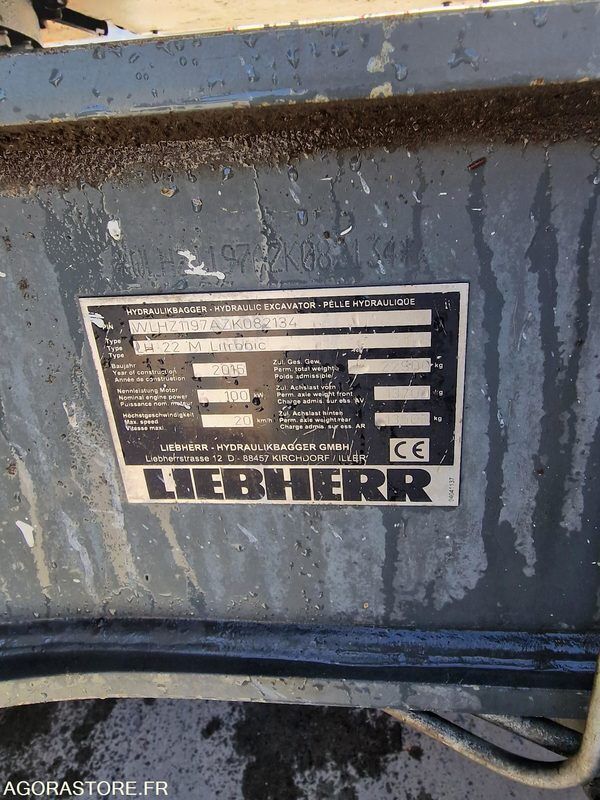 HYDRAULIKBAGGER - HYDRAULIC EXCAVATOR - PELLE HYDRAULIQUE
WLHZ1197AZK082134
Type
Type LH 22 M Litronic
Type
Baujahr
Year of construction 2016
Année de construction
Nennleistung Motor
Nominal engine power 100 kW
Puissance nom. moteur
Höchstgeschwindigkeit
Max. speed 20 km/h
Vitesse maxi.
Zul. Ges. Gew.
Perm. total weight kg
Poids admissible
Zul. Achslast vorn
Perm. axle weight front kg
Charge admis. sur ess. AV
Zul. Achslast hinten
Perm. axle weight rear kg
Charge admis. sur ess. AR
LIEBHERR - HYDRAULIKBAGGER GMBH
Liebherrstrasse 12 D - 88457 KIRCHDORF / ILLER
CE
LIEBHERR
AGORASTORE.FR